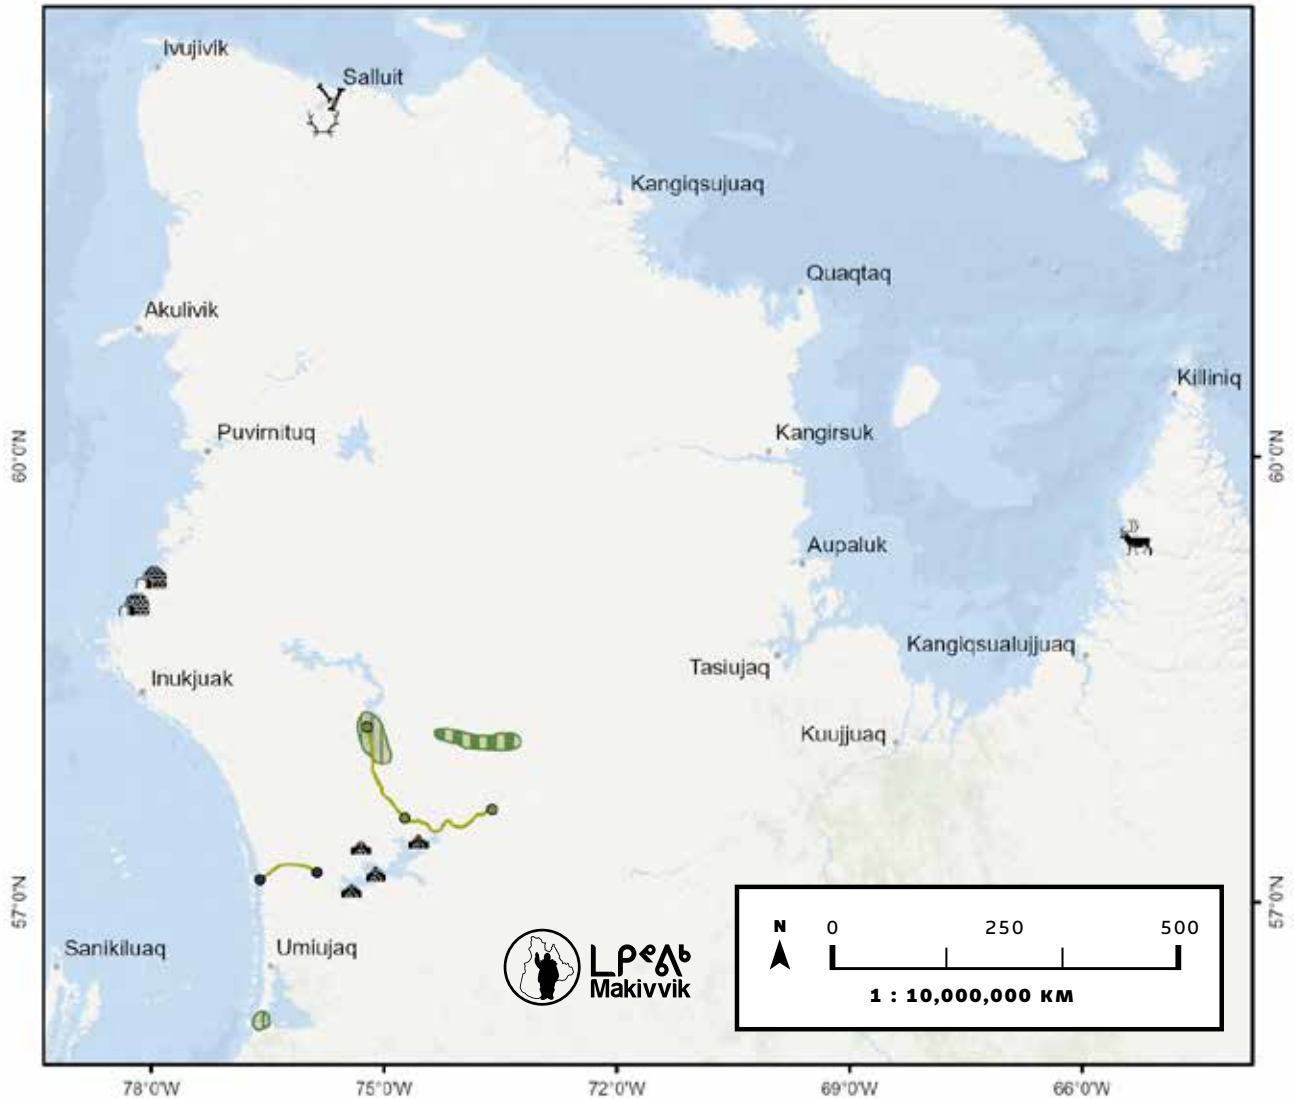 Ivujivik
Salluit
Kangiqsujuaq
Quaqtaq
Akulivik
Killiniq
Puvirnituq
Kangirsuk
60°0'N
60°0'N
Aupaluk
Kangiqsualujjuaq
Tasiujaq
Inukjuak
Kuujjuaq
57°0'N
57°0'N
N
0 250 500
1 : 10,000,000 KM
Sanikiluaq
Umiujaq
ᒪᑭᕝᕕᒃ
Makivvik
78°0'W 75°0'W 72°0'W 69°0'W 66°0'W